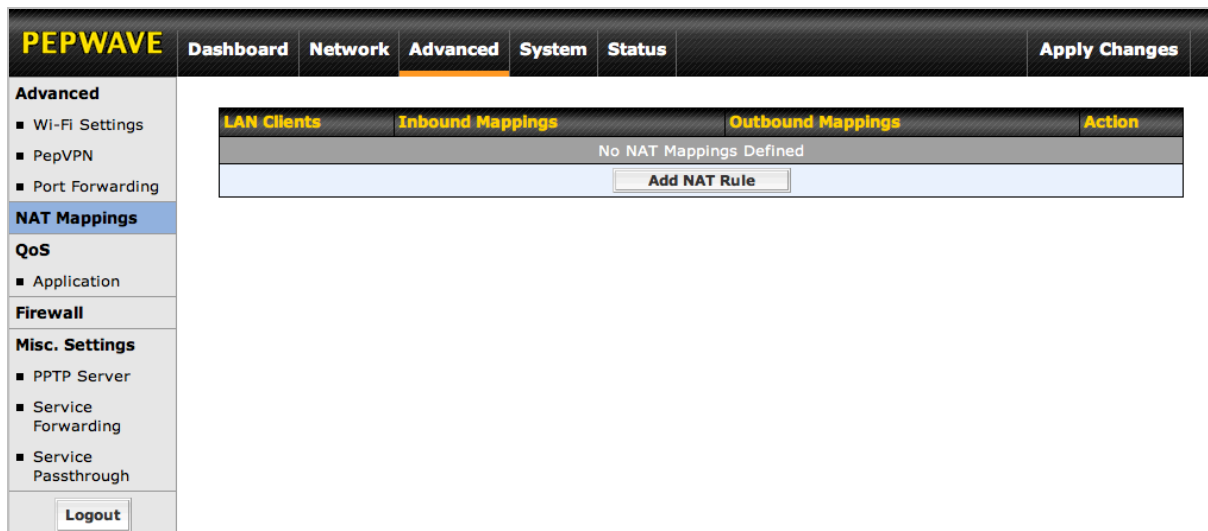 PEPWAVE
Dashboard Network Advanced System Status Apply Changes
Advanced
Wi-Fi Settings
PepVPN
Port Forwarding
NAT Mappings
QoS
Application
Firewall
Misc. Settings
PPTP Server
Service
Forwarding
Service
Passthrough
Logout
LAN Clients Inbound Mappings Outbound Mappings Action
No NAT Mappings Defined
Add NAT Rule